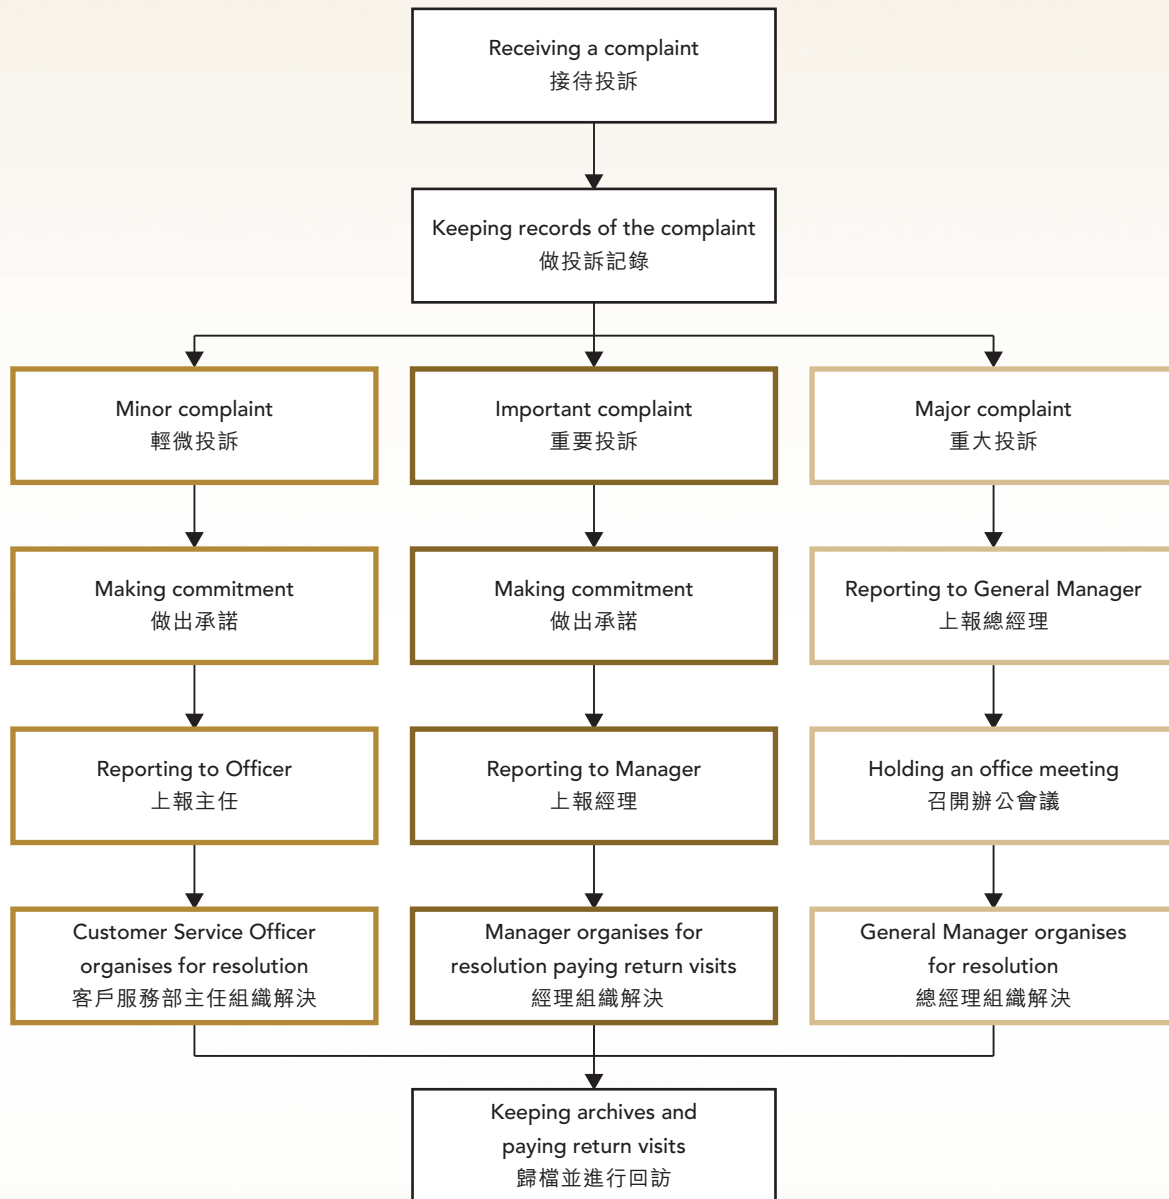 Receiving a complaint
接待投訴
Keeping records of the complaint
做投訴記錄
Minor complaint
輕微投訴
Important complaint
重要投訴
Major complaint
重大投訴
Making commitment
做出承諾
Making commitment
做出承諾
Reporting to General Manager
上報總經理
Reporting to Officer
上報主任
Reporting to Manager
上報經理
Holding an office meeting
召開辦公會議
Customer Service Officer
organises for resolution
客戶服務部主任組織解決
Manager organises for
resolution paying return visits
經理組織解決
General Manager organises
for resolution
總經理組織解決
Keeping archives and
paying return visits
歸檔並進行回訪